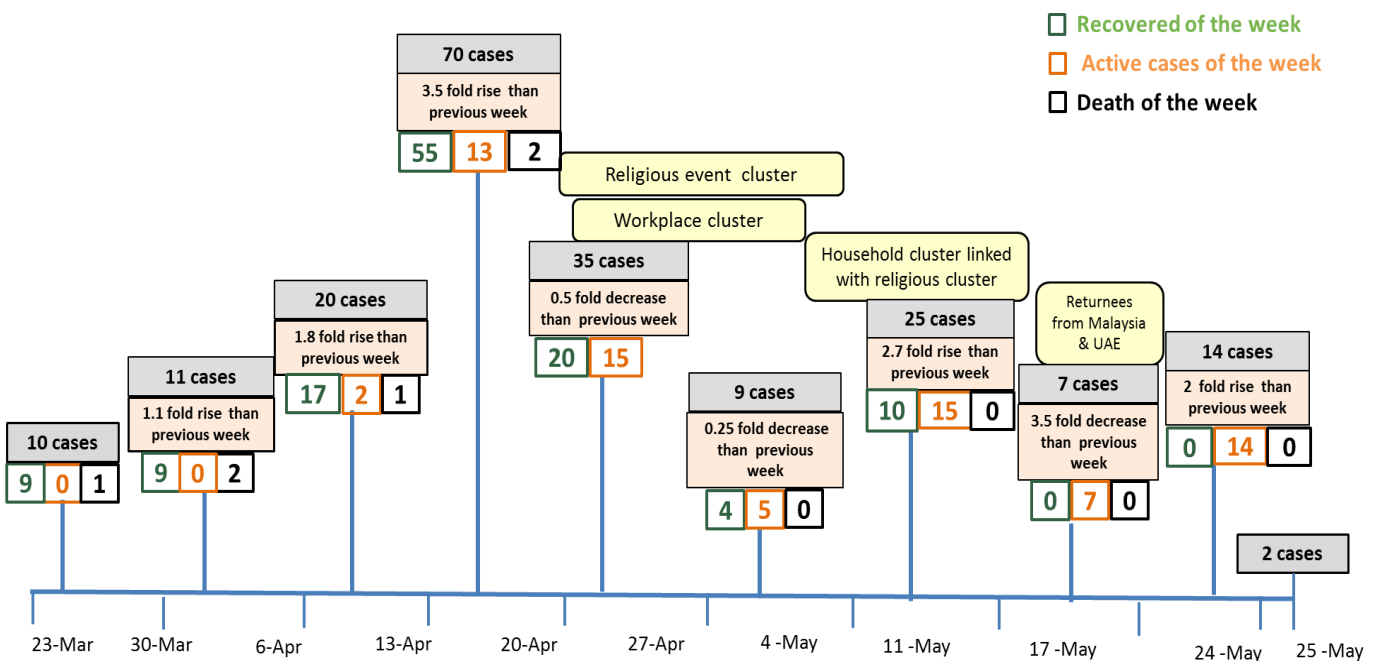 Recovered of the week
Active cases of the week
Death of the week
70 cases
3.5 fold rise than
previous week
55 13 2
Religious event cluster
Workplace cluster
Household cluster linked
with religious cluster
Returnees
from Malaysia
& UAE
10 cases
9 0 1
11 cases
1.1 fold rise than
previous week
9 0 2
20 cases
1.8 fold rise than
previous week
17 2 1
35 cases
0.5 fold decrease
than previous week
20 15
9 cases
0.25 fold decrease
than previous
week
4 5 0
25 cases
2.7 fold rise than
previous week
10 15 0
7 cases
3.5 fold decrease
than previous
week
0 7 0
14 cases
2 fold rise than
previous week
0 14 0
2 cases
23-Mar 30-Mar 6-Apr 13-Apr 20-Apr 27-Apr 4 -May 11 -May 17 -May 24 -May 25 -May